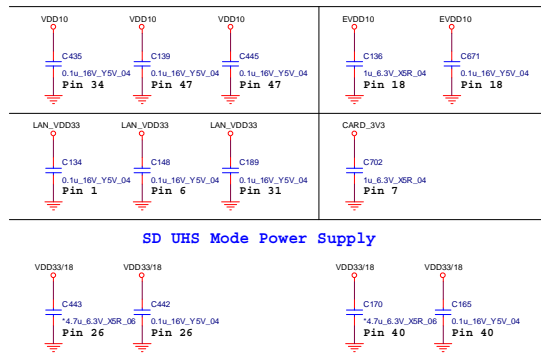 VDD10 VDD10 VDD10 EVDD10 EVDD10
C435 C139 C445 C136 C671
0.1u_16V_Y5V_04 0.1u_16V_Y5V_04 0.1u_16V_Y5V_04 1u_6.3V_X5R_04 0.1u_16V_Y5V_04
Pin 34 Pin 47 Pin 47 Pin 18 Pin 18
LAN_VDD33 LAN_VDD33 LAN_VDD33 CARD_3V3
C134 C148 C189 C702
0.1u_16V_Y5V_04 0.1u_16V_Y5V_04 0.1u_16V_Y5V_04 1u_6.3V_X5R_04
Pin 1 Pin 6 Pin 31 Pin 7
SD UHS Mode Power Supply
VDD33/18 VDD33/18 VDD33/18 VDD33/18
C443 C442 C170 C165
*4.7u_6.3V_X5R_06 0.1u_16V_Y5V_04 *4.7u_6.3V_X5R_06 0.1u_16V_Y5V_04
Pin 26 Pin 26 Pin 40 Pin 40